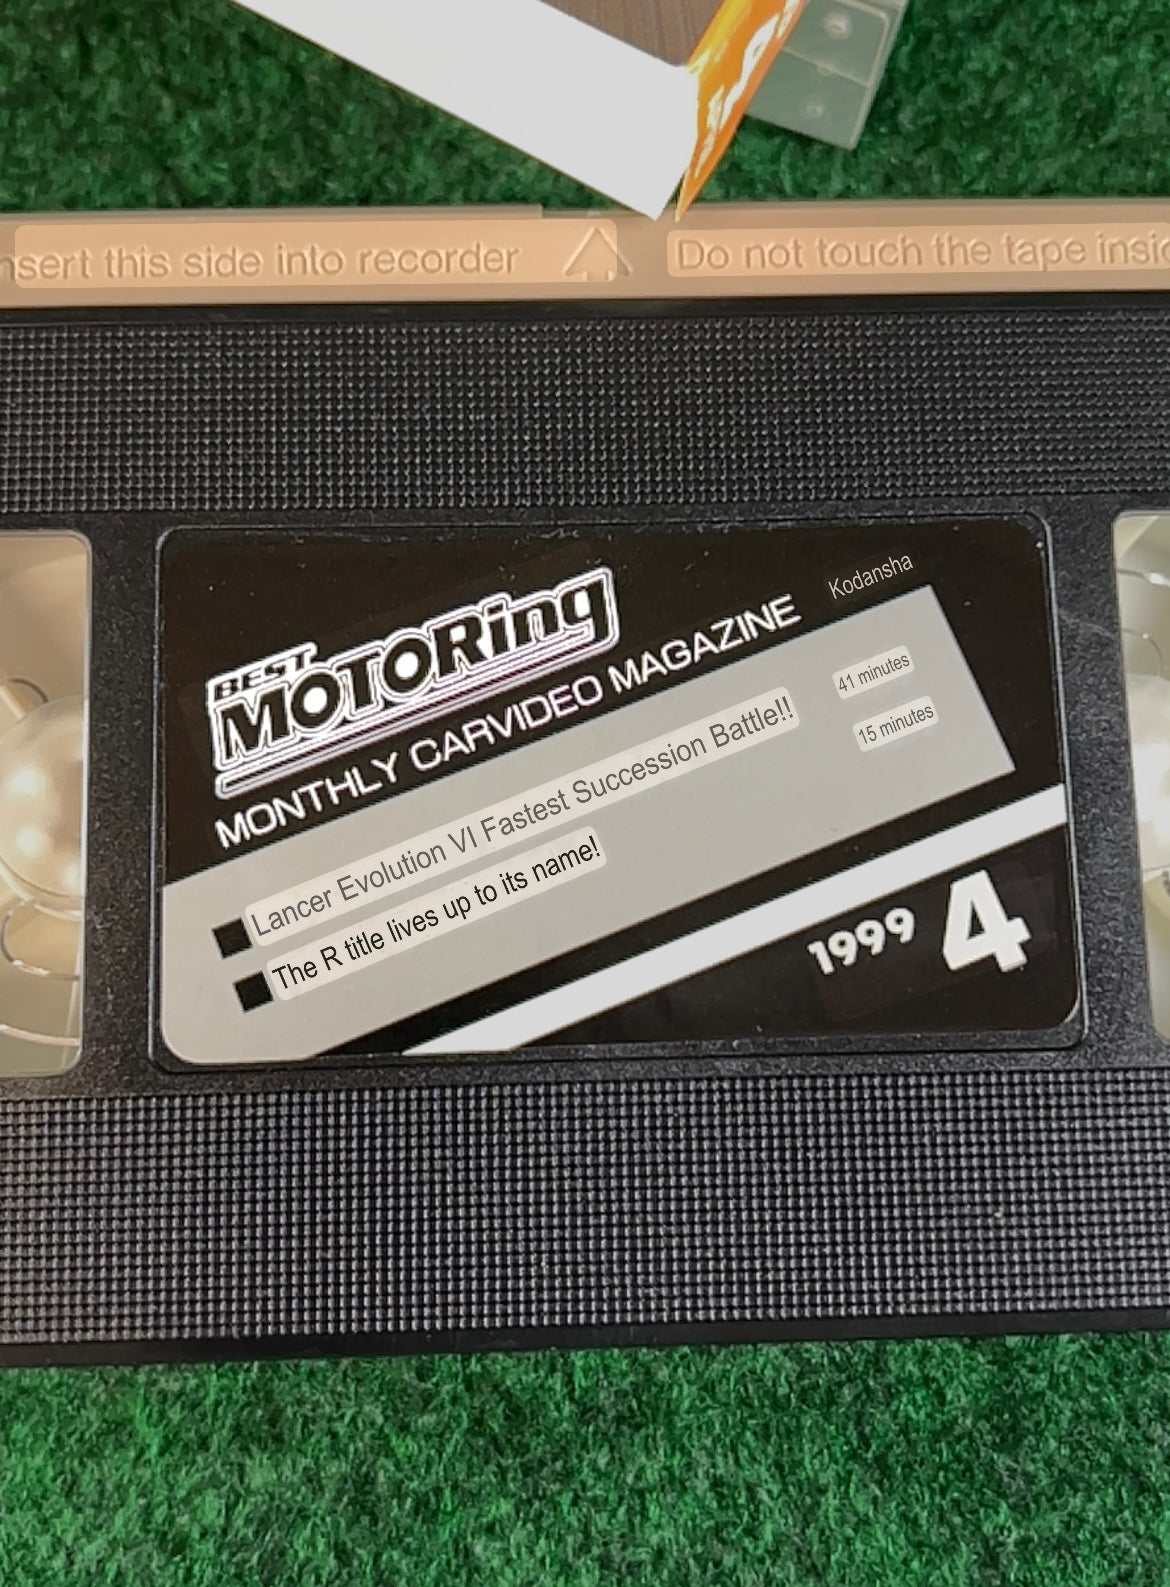 nsert this side into recorder
Do not touch the tape insid
BEST
MOTORing
MONTHLY CARVIDEO MAGAZINE
Kodansha
Lancer Evolution VI Fastest Succession Battle!!
41 minutes
The R title lives up to its name!
15 minutes
1999 4